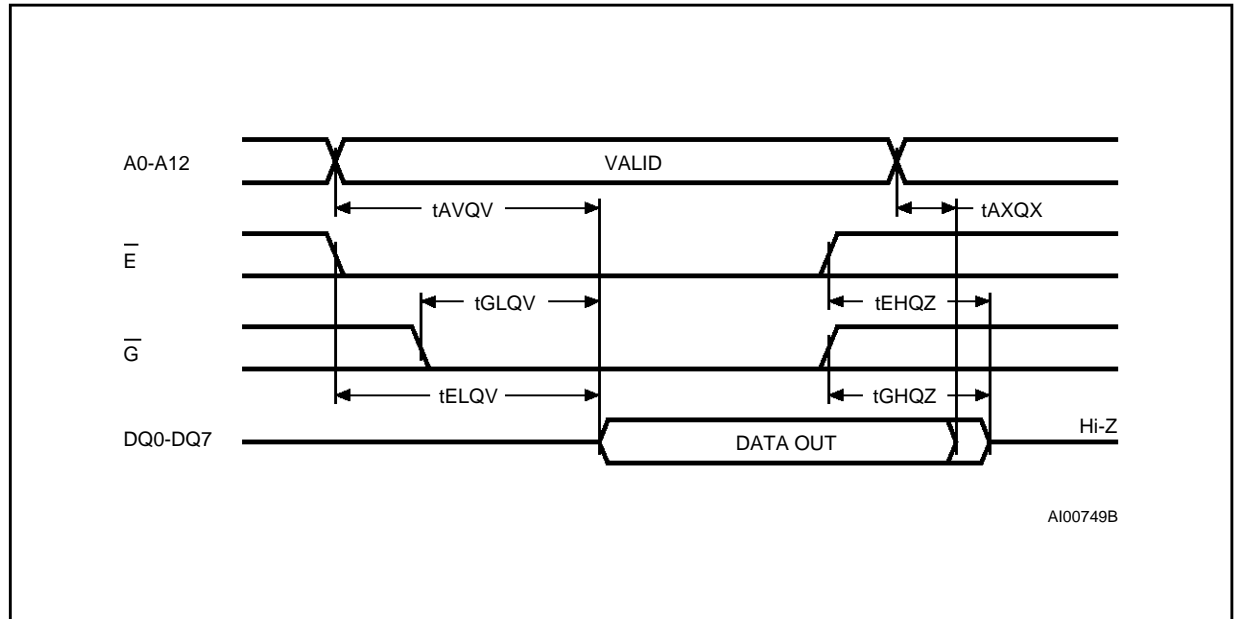 A0-A12
VALID
tAVQV
tAXQX
E
tGLQV
tEHQZ
G
tELQV
tGHQZ
DQ0-DQ7
DATA OUT
Hi-Z
AI00749B